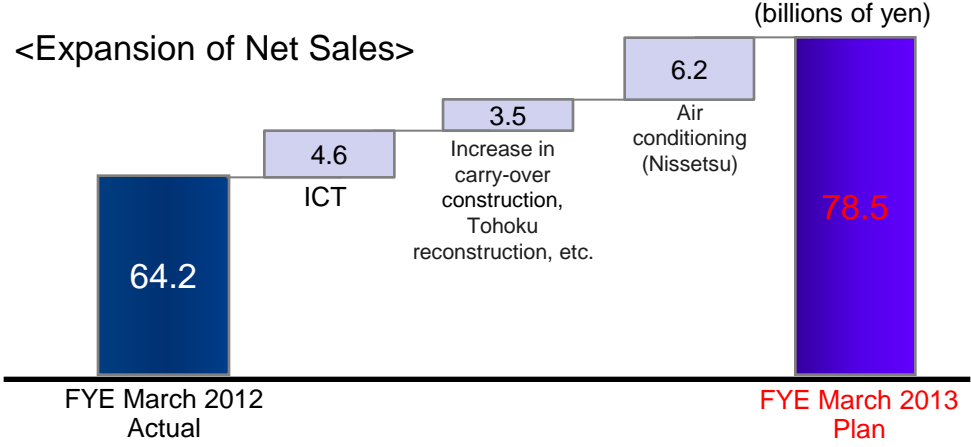 (billions of yen)
<Expansion of Net Sales>
6.2
3.5
4.6
Air
conditioning
(Nissetsu)
Increase in
carry-over
construction,
Tohoku
reconstruction, etc.
ICT
78.5
64.2
FYE March 2012
Actual
FYE March 2013
Plan